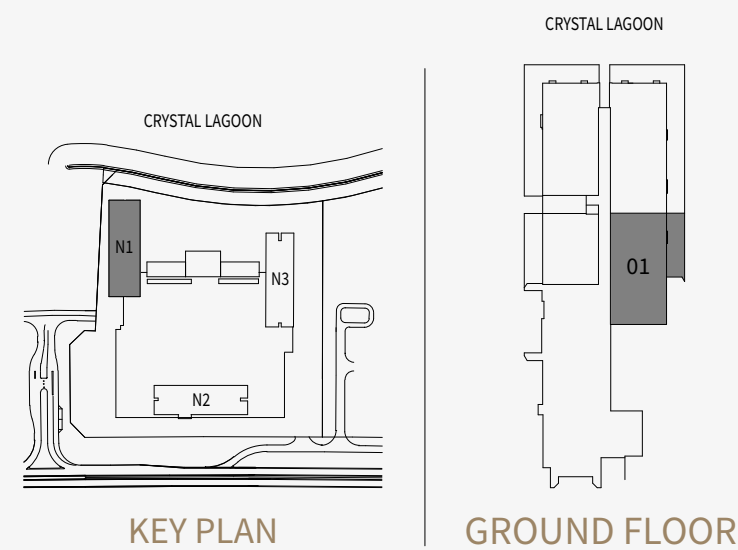 CRYSTAL LAGOON
N1
N3
N2
KEY PLAN
CRYSTAL LAGOON
01
GROUND FLOOR